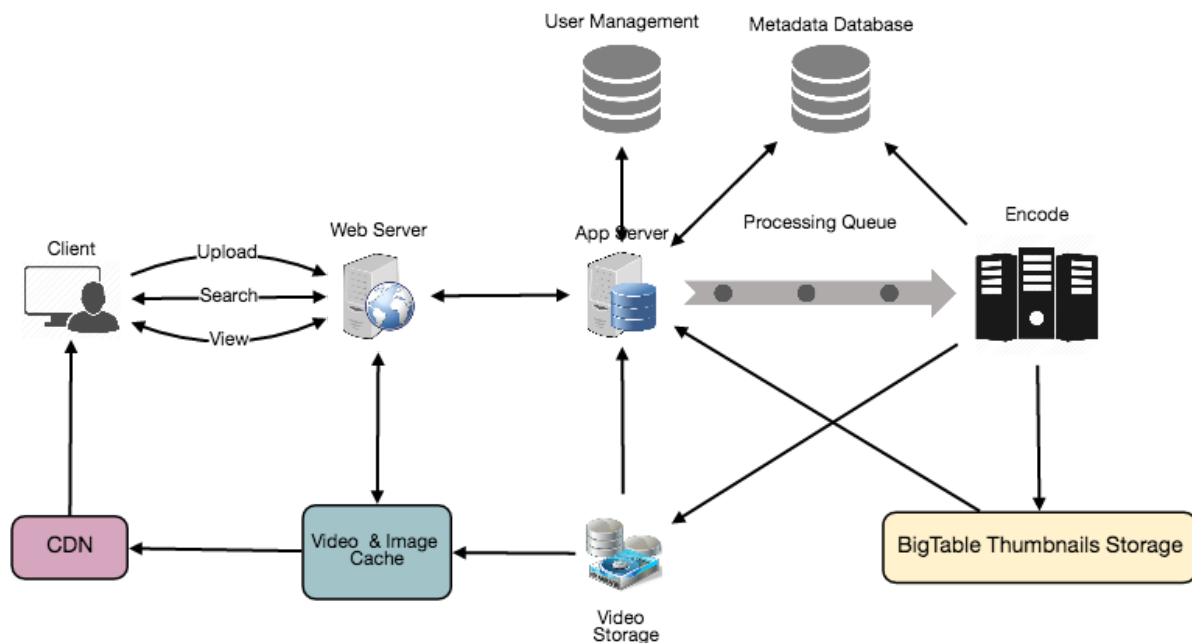 User Management
Metadata Database
Processing Queue
Encode
Web Server
App Server
Client
Upload
Search
View
CDN
Video & Image
Cache
BigTable Thumbnails Storage
Video
Storage